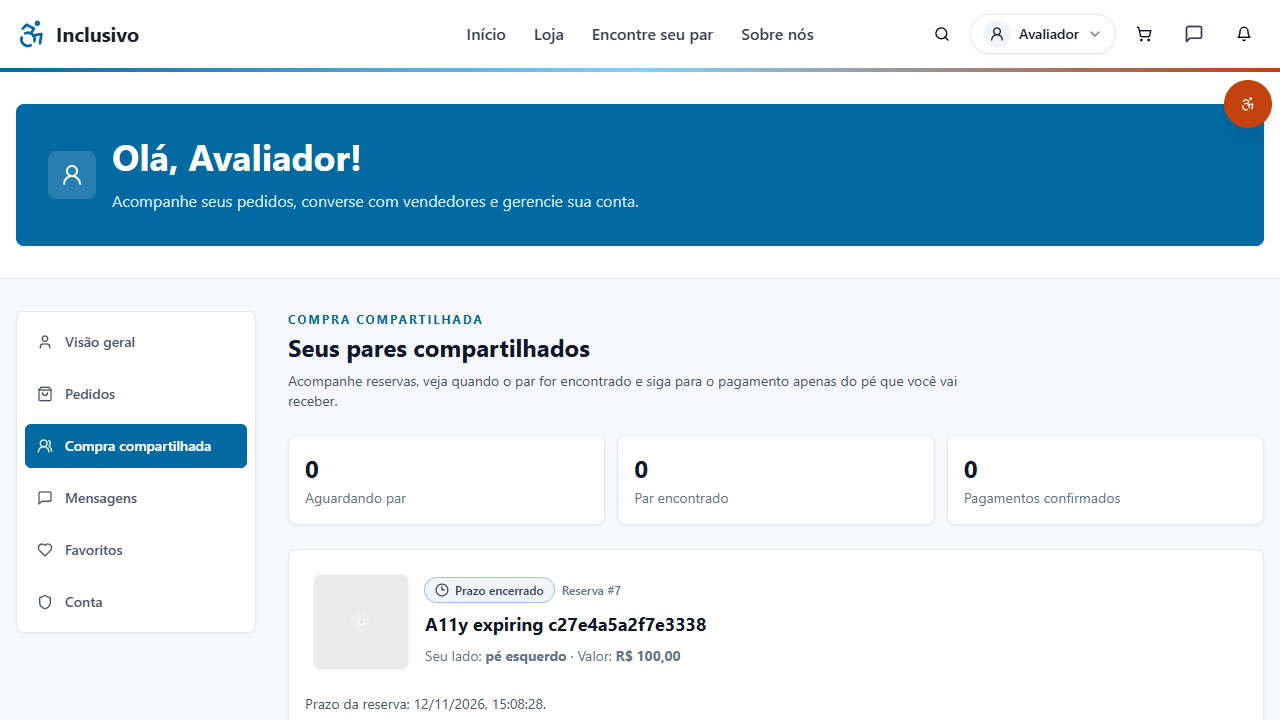 Inclusivo
Início
Loja
Encontre seu par
Sobre nós
Avaliador
Olá, Avaliador!
Acompanhe seus pedidos, converse com vendedores e gerencie sua conta.
Visão geral
Pedidos
Compra compartilhada
Mensagens
Favoritos
Conta
COMPRA COMPARTILHADA
Seus pares compartilhados
Acompanhe reservas, veja quando o par for encontrado e siga para o pagamento apenas do pé que você vai
receber.
0
Aguardando par
0
Par encontrado
0
Pagamentos confirmados
Prazo encerrado
Reserva #7
A11y expiring c27e4a5a2f7e3338
Seu lado: pé esquerdo · Valor: R$ 100,00
Prazo da reserva: 12/11/2026, 15:08:28.